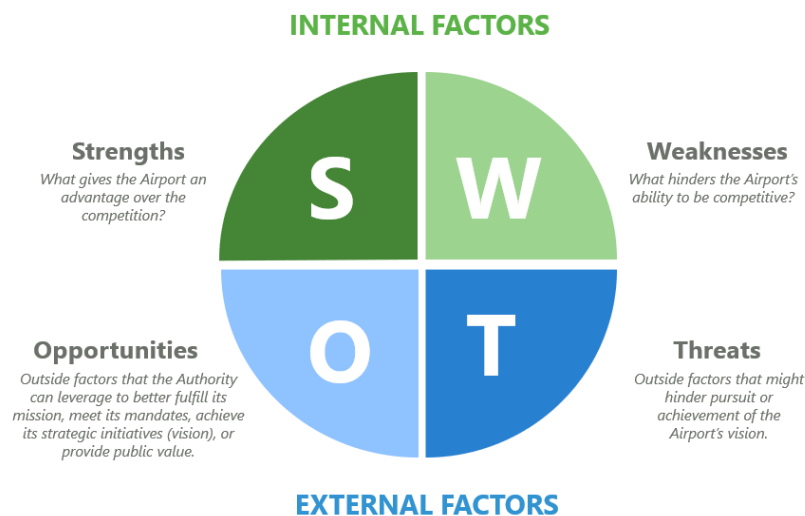 INTERNAL FACTORS
Strengths
What gives the Airport an
advantage over the
competition?
S
W
Weaknesses
What hinders the Airport's
ability to be competitive?
Opportunities
Outside factors that the Authority
can leverage to better fulfill its
mission, meet its mandates, achieve
its strategic initiatives (vision), or
provide public value.
O
T
Threats
Outside factors that might
hinder pursuit or
achievement of the
Airport's vision.
EXTERNAL FACTORS